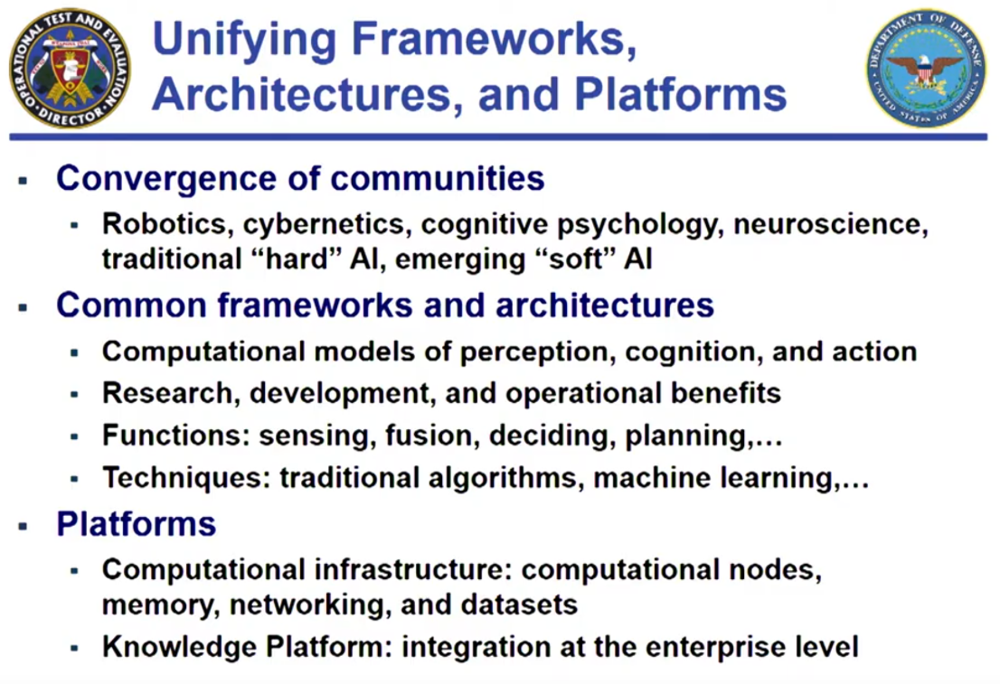 OPERATIONAL TEST AND EVALUATION
DIRECTOR
Unifying Frameworks,
Architectures, and Platforms
DEPARTMENT OF DEFENSE
UNITED STATES OF AMERICA
▪ Convergence of communities
▪ Robotics, cybernetics, cognitive psychology, neuroscience,
traditional “hard” AI, emerging “soft” AI
▪ Common frameworks and architectures
▪ Computational models of perception, cognition, and action
▪ Research, development, and operational benefits
▪ Functions: sensing, fusion, deciding, planning,…
▪ Techniques: traditional algorithms, machine learning,…
▪ Platforms
▪ Computational infrastructure: computational nodes,
memory, networking, and datasets
▪ Knowledge Platform: integration at the enterprise level